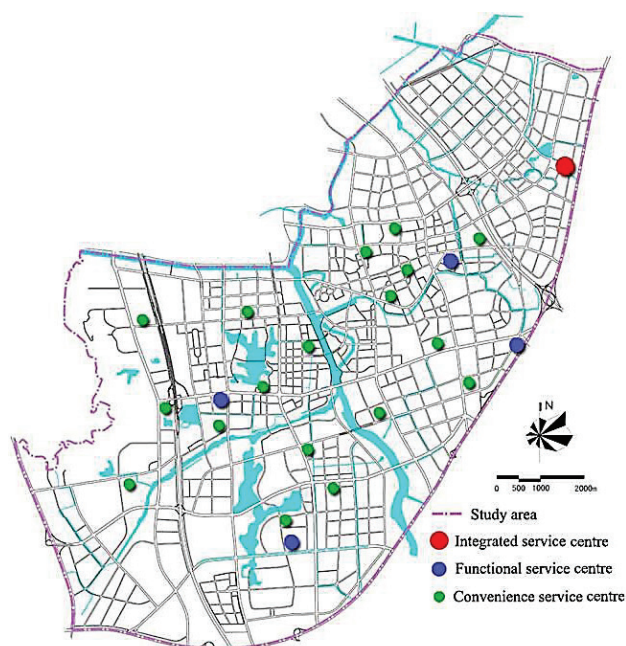 N
0 500 1000 2000m
Study area
Integrated service centre
Functional service centre
Convenience service centre